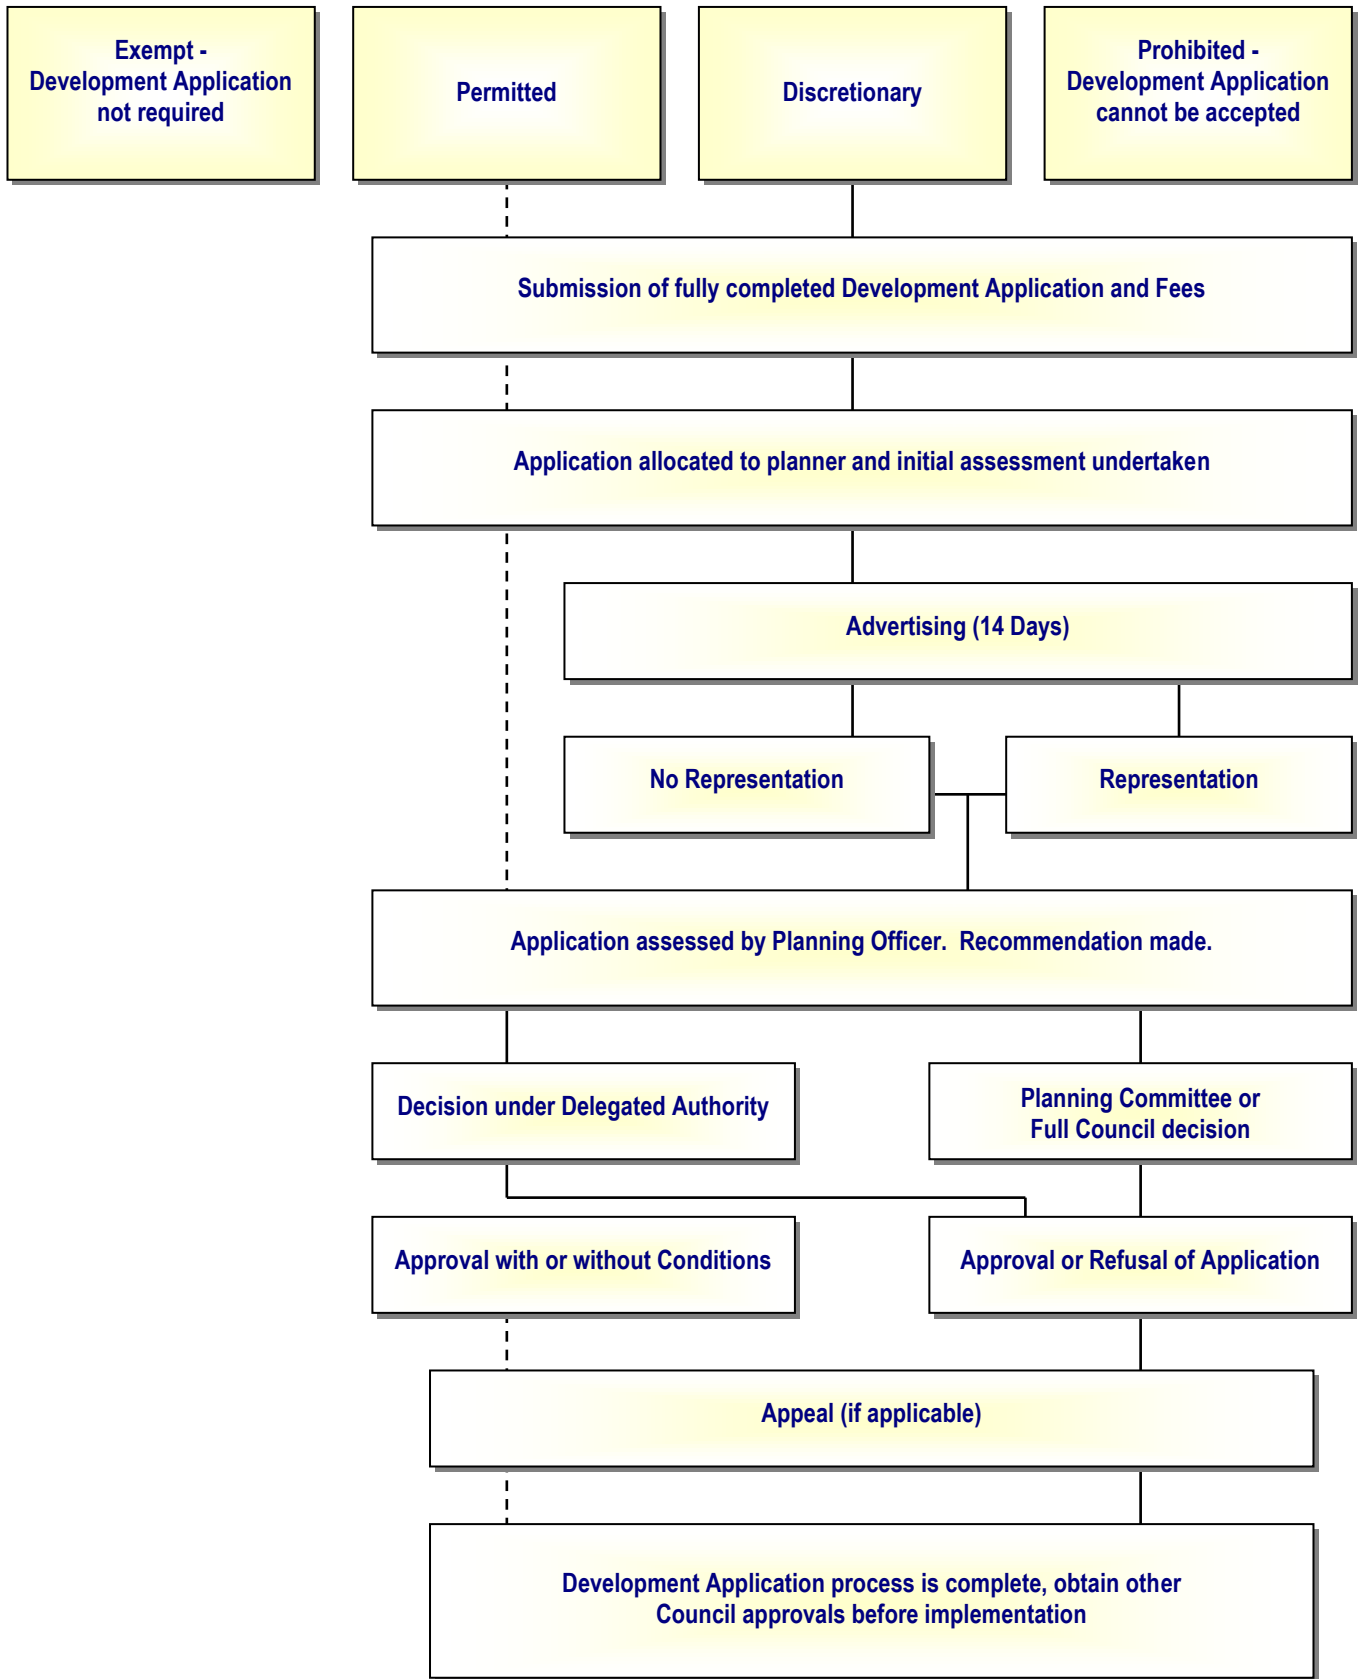 Exempt -
Development Application
not required
Permitted
Discretionary
Prohibited -
Development Application
cannot be accepted
Submission of fully completed Development Application and Fees
Application allocated to planner and initial assessment undertaken
Advertising (14 Days)
No Representation
Representation
Application assessed by Planning Officer.  Recommendation made.
Decision under Delegated Authority
Planning Committee or
Full Council decision
Approval with or without Conditions
Approval or Refusal of Application
Appeal (if applicable)
Development Application process is complete, obtain other
Council approvals before implementation